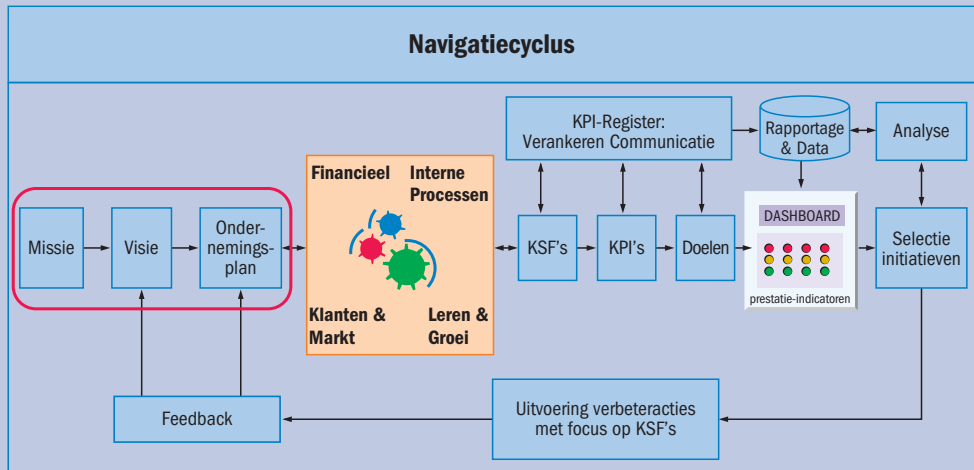 Navigatiecyclus
KPI-Register:
Verankeren Communicatie
Rapportage
& Data
Analyse
Missie
Visie
Onder-
nemings-
plan
Financieel
Interne
Processen
Klanten &
Markt
Leren &
Groei
KSF's
KPI's
Doelen
DASHBOARD
prestatie-indicatoren
Selectie
initiatieven
Feedback
Uitvoering verbeteracties
met focus op KSF's